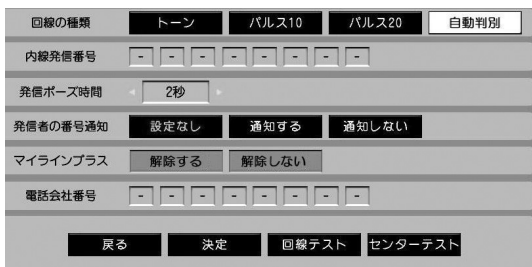 回線の種類 トーン パルス10 パルス20 自動判別
内線発信番号 - - - - - - - -
発信ポーズ時間 2秒
発信者の番号通知 設定なし 通知する 通知しない
マイラインプラス 解除する 解除しない
電話会社番号 - - - - - - - -
戻る 決定 回線テスト センターテスト